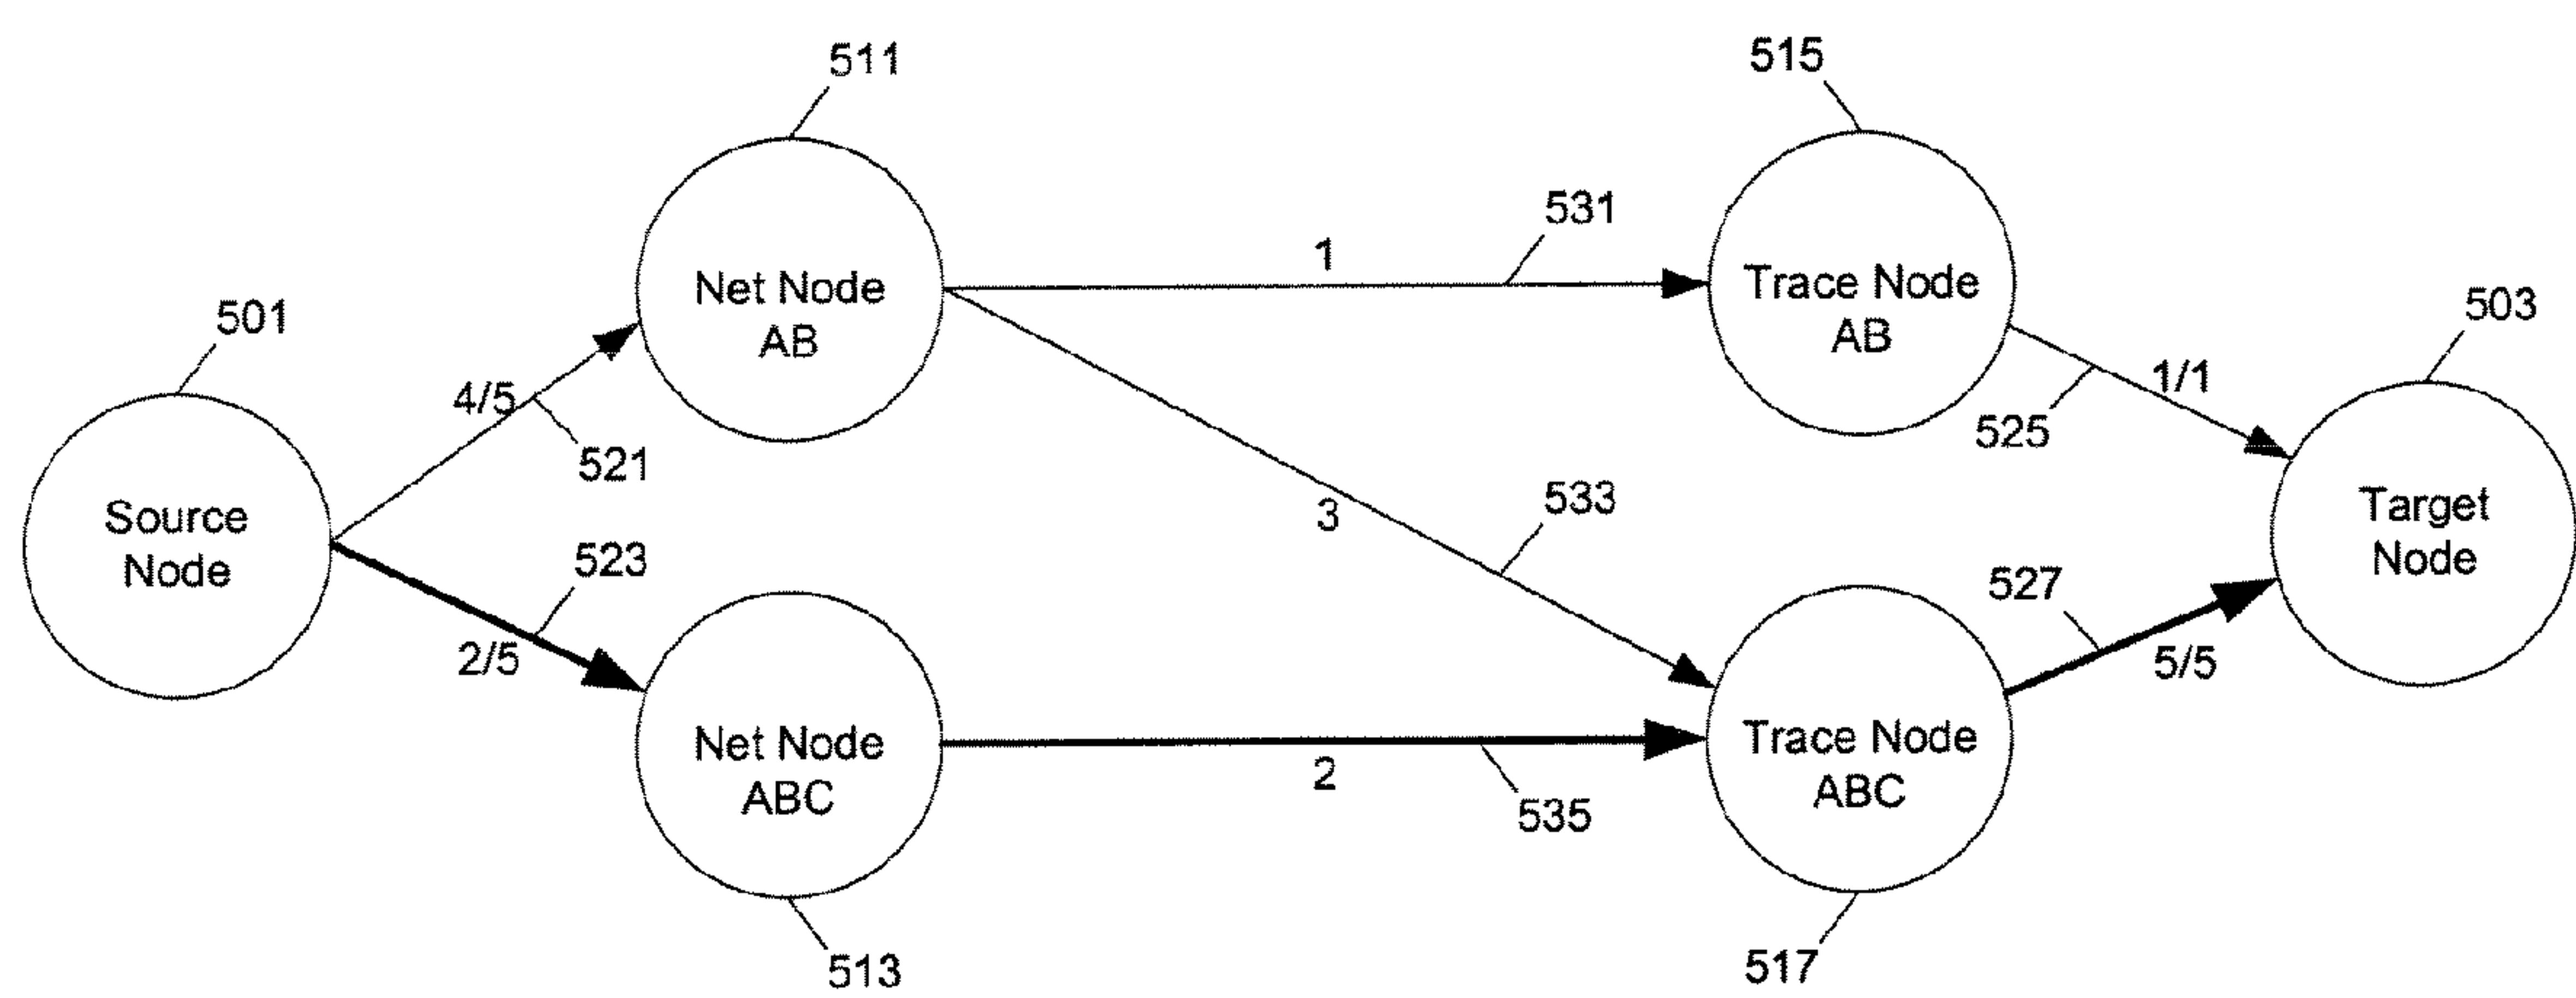 511
515
531
1
Net Node
AB
Trace Node
AB
501
503
4/5
521
1/1
525
533
3
Source
Node
Target
Node
523
2/5
527
5/5
Net Node
ABC
Trace Node
ABC
2
535
513
517